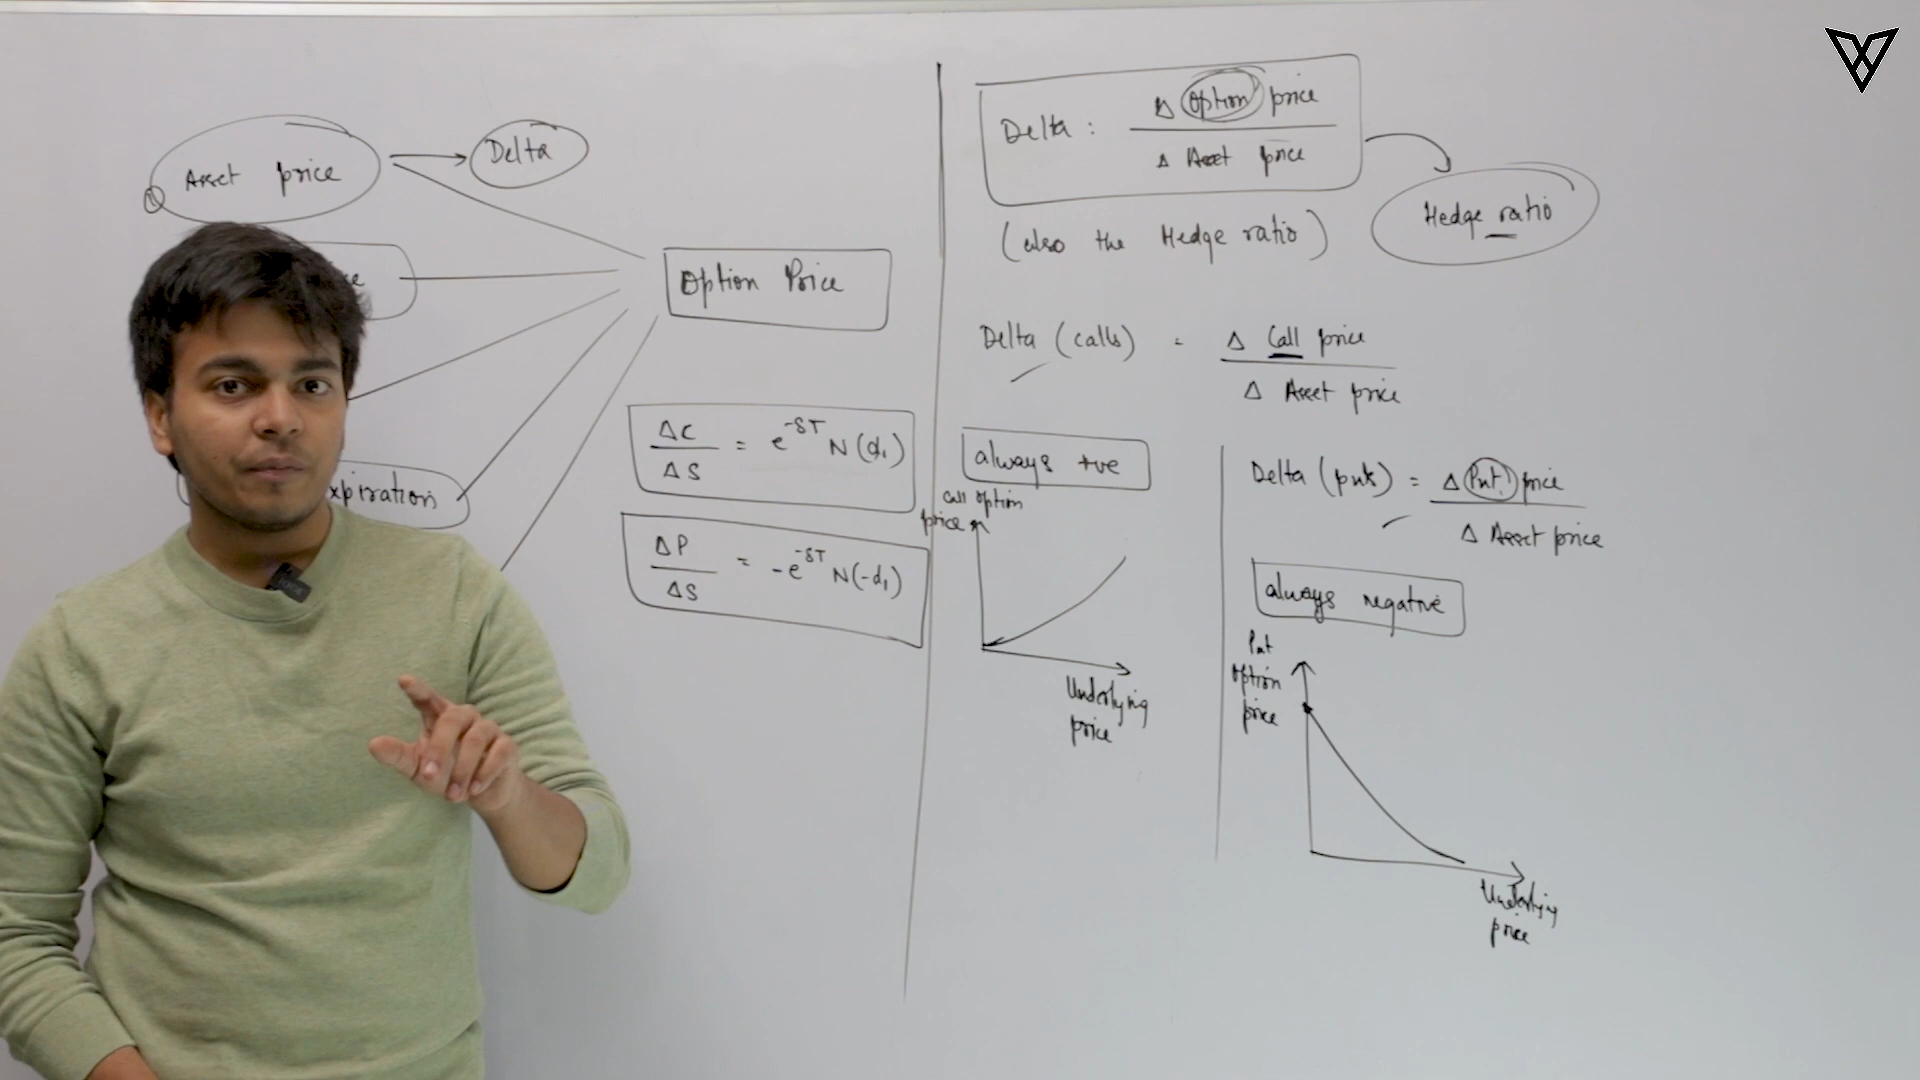 Asset price
Delta
Option Price
xpiration
ΔC / ΔS = e^-δT N(d₁)
ΔP / ΔS = -e^-δT N(-d₁)
Delta : Δ Option price / Δ Asset price
Hedge ratio
(also the Hedge ratio)
Delta (calls) = Δ Call price / Δ Asset price
always +ve
call option
price
Underlying
price
Delta (puts) = Δ Put price / Δ Asset price
always negative
Put
option
price
Underlying
price